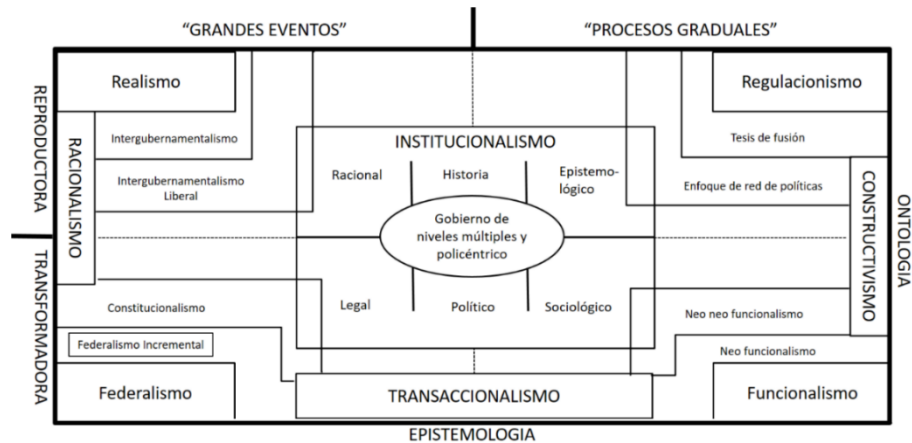 “GRANDES EVENTOS”
“PROCESOS GRADUALES”
Realismo
Regulacionismo
REPRODUCTORA
RACIONALISMO
Intergubernamentalismo
Intergubernamentalismo
Liberal
INSTITUCIONALISMO
Racional
Historia
Epistemo-
lógico
Tesis de fusión
Enfoque de red de políticas
CONSTRUCTIVISMO
ONTOLOGIA
Gobierno de
niveles múltiples y
policéntrico
TRANSFORMADORA
Constitucionalismo
Legal
Político
Sociológico
Neo neo funcionalismo
Federalismo Incremental
Neo funcionalismo
Federalismo
TRANSACCIONALISMO
Funcionalismo
EPISTEMOLOGIA